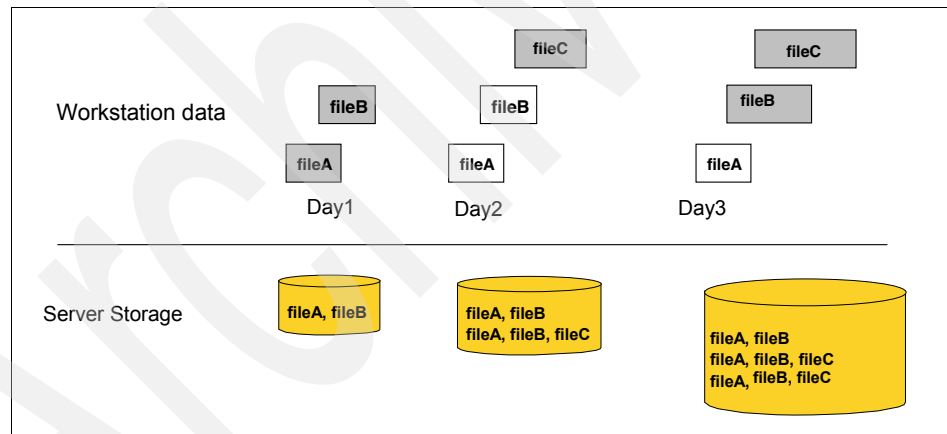 fileC
fileC
Workstation data
fileB
fileB
fileB
fileA
fileA
fileA
Day1
Day2
Day3
Server Storage
fileA, fileB
fileA, fileB
fileA, fileB, fileC
fileA, fileB
fileA, fileB, fileC
fileA, fileB, fileC